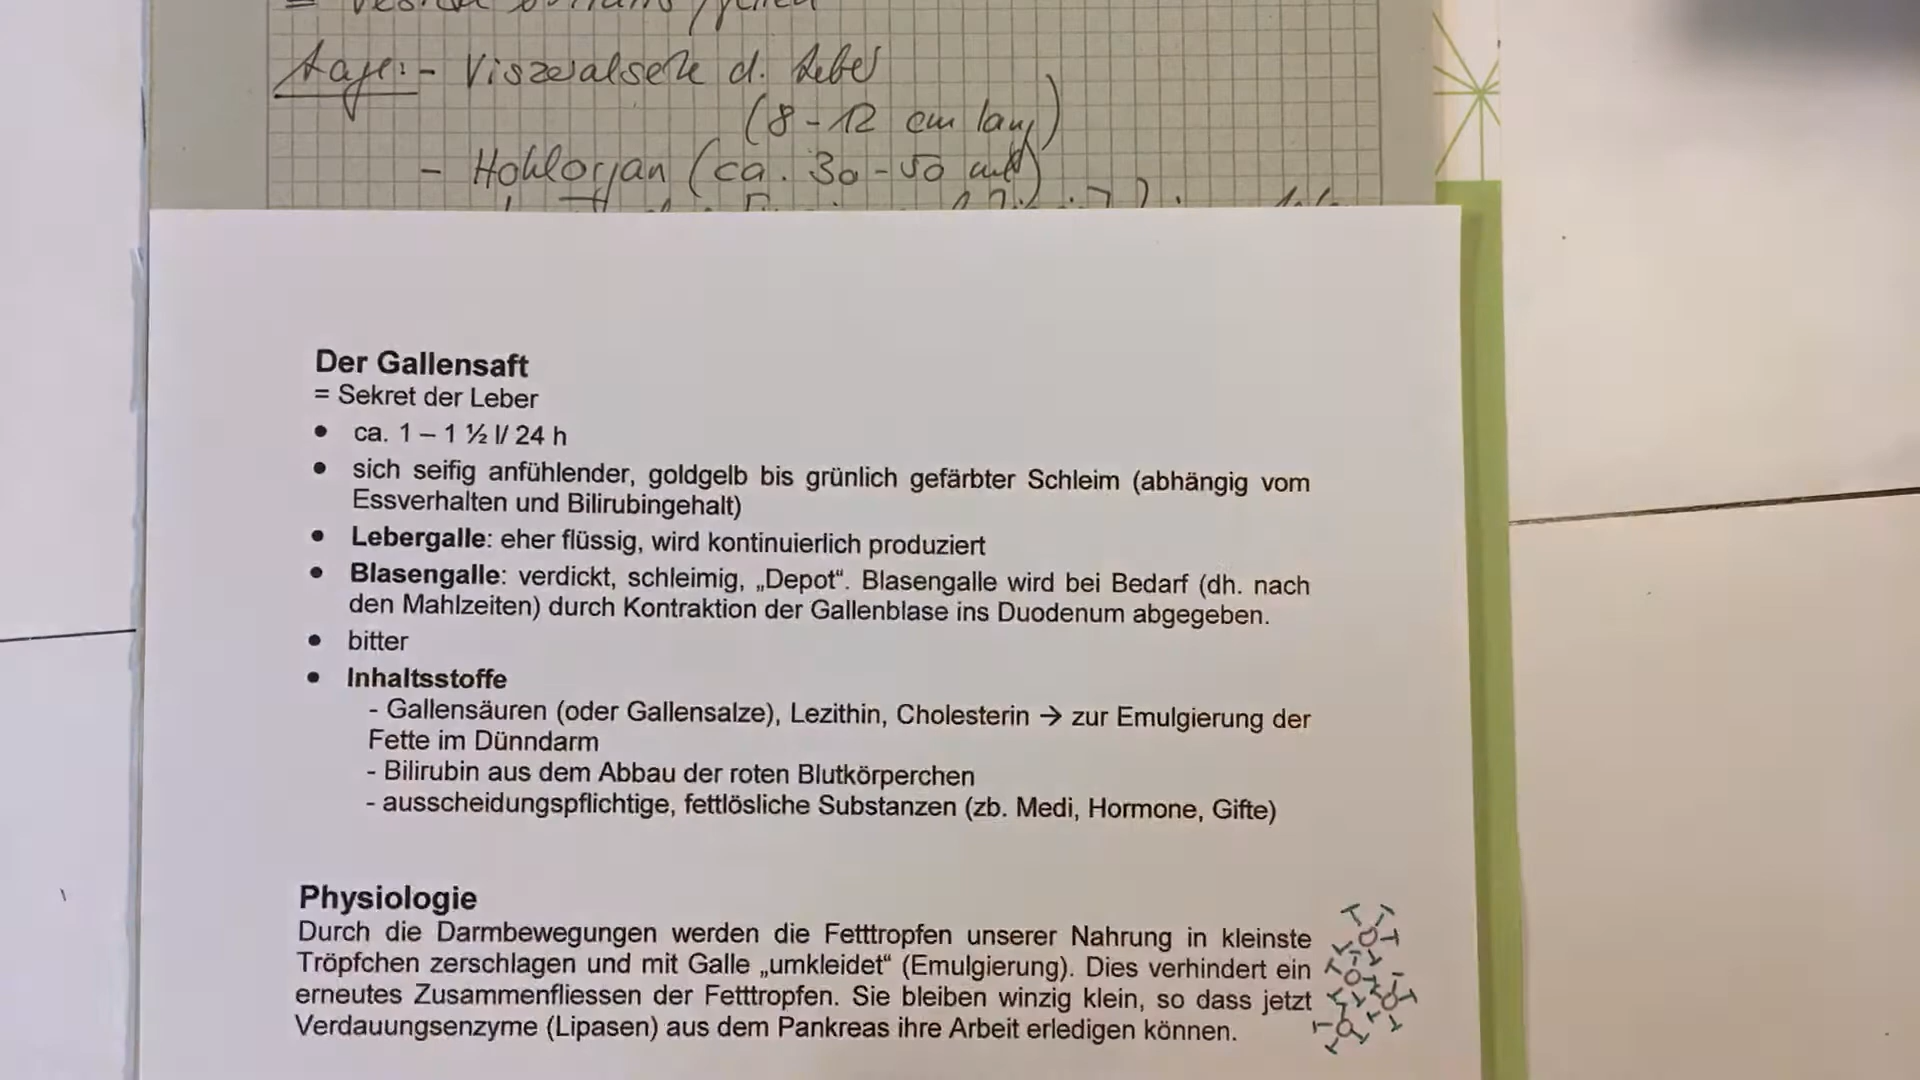 Lage: - Viszeralseite d. Leber
(8-12 cm lang)
- Hohlorgan (ca. 30-50 ml)
Der Gallensaft
= Sekret der Leber
• ca. 1 – 1 ½ l/ 24 h
• sich seifig anfühlender, goldgelb bis grünlich gefärbter Schleim (abhängig vom
Essverhalten und Bilirubingehalt)
• Lebergalle: eher flüssig, wird kontinuierlich produziert
• Blasengalle: verdickt, schleimig, „Depot“. Blasengalle wird bei Bedarf (dh. nach
den Mahlzeiten) durch Kontraktion der Gallenblase ins Duodenum abgegeben.
• bitter
• Inhaltsstoffe
- Gallensäuren (oder Gallensalze), Lezithin, Cholesterin → zur Emulgierung der
Fette im Dünndarm
- Bilirubin aus dem Abbau der roten Blutkörperchen
- ausscheidungspflichtige, fettlösliche Substanzen (zb. Medi, Hormone, Gifte)
Physiologie
Durch die Darmbewegungen werden die Fetttropfen unserer Nahrung in kleinste
Tröpfchen zerschlagen und mit Galle „umkleidet“ (Emulgierung). Dies verhindert ein
erneutes Zusammenfliessen der Fetttropfen. Sie bleiben winzig klein, so dass jetzt
Verdauungsenzyme (Lipasen) aus dem Pankreas ihre Arbeit erledigen können.